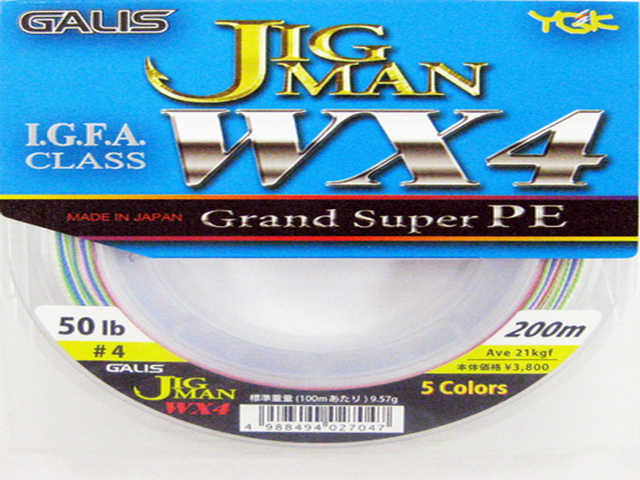 GALIS
YGK
JIG
MAN
I.G.F.A.
CLASS
WX4
MADE IN JAPAN
Grand Super PE
50 lb
#4
200m
Ave 21kgf
本体価格 ¥3,800
GALIS
JIG
MAN
WX4
5 Colors
標準重量(100mあたり)9.57g
4 988494 027047